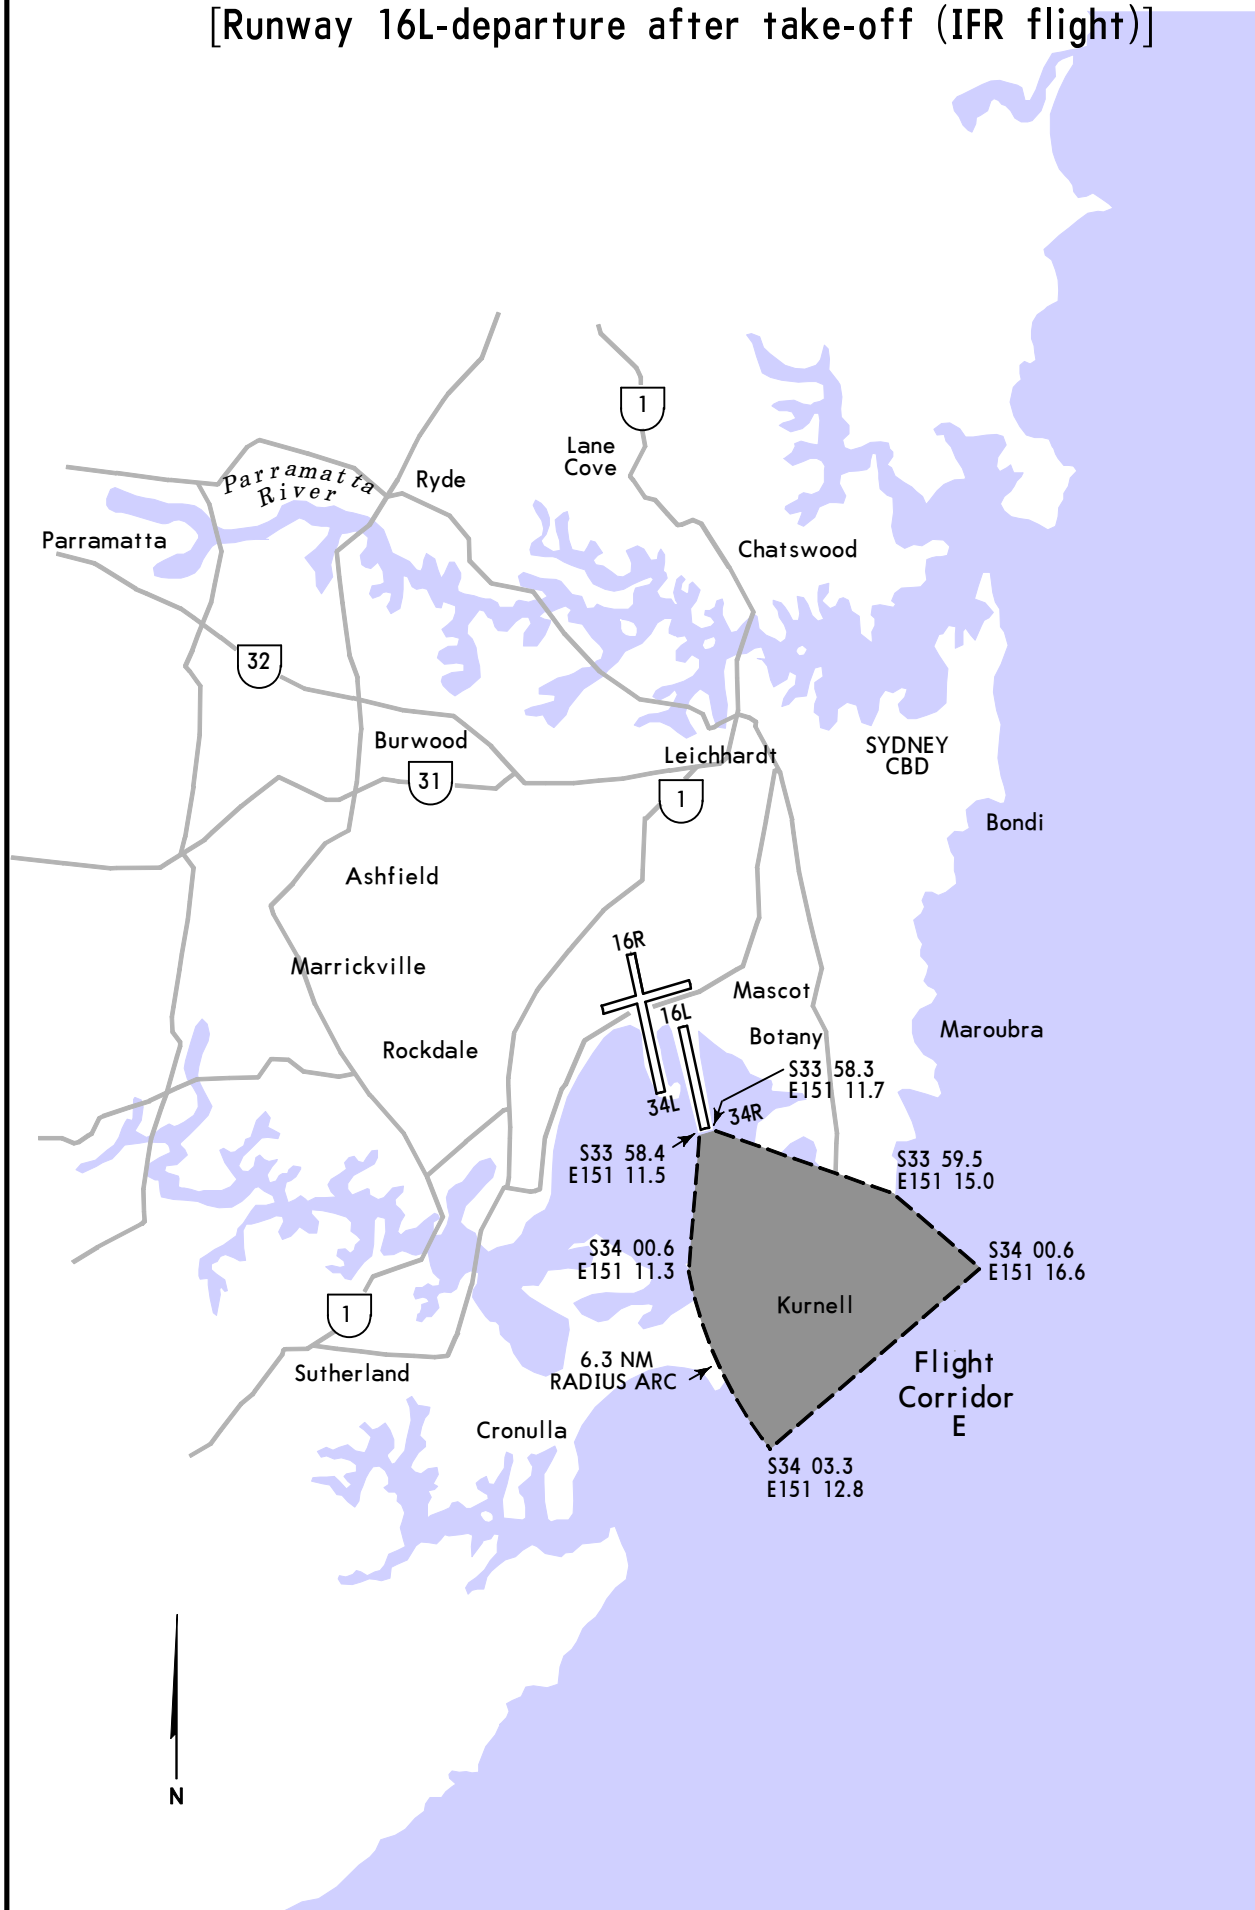 [Runway 16L-departure after take-off (IFR flight)]
1
Lane
Cove
Parramatta
River
Ryde
Parramatta
Chatswood
32
Burwood
31
Leichhardt
SYDNEY
CBD
1
Bondi
Ashfield
16R
Marrickville
Mascot
16L
Maroubra
Botany
Rockdale
S33 58.3
E151 11.7
34L
34R
S33 58.4
E151 11.5
S33 59.5
E151 15.0
S34 00.6
E151 11.3
S34 00.6
E151 16.6
Kurnell
1
6.3 NM
RADIUS ARC
Flight
Corridor
E
Sutherland
Cronulla
S34 03.3
E151 12.8
N